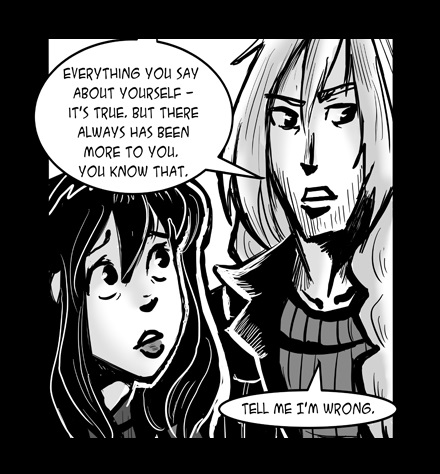 EVERYTHING YOU SAY
ABOUT YOURSELF –
IT'S TRUE. BUT THERE
ALWAYS HAS BEEN
MORE TO YOU.
YOU KNOW THAT.
TELL ME I'M WRONG.